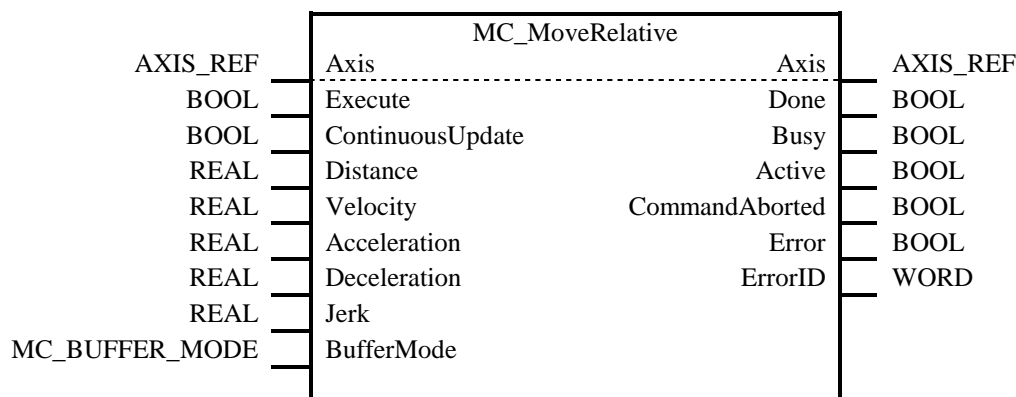 MC_MoveRelative
AXIS_REF Axis Axis AXIS_REF
BOOL Execute Done BOOL
BOOL ContinuousUpdate Busy BOOL
REAL Distance Active BOOL
REAL Velocity CommandAborted BOOL
REAL Acceleration Error BOOL
REAL Deceleration ErrorID WORD
REAL Jerk
MC_BUFFER_MODE BufferMode